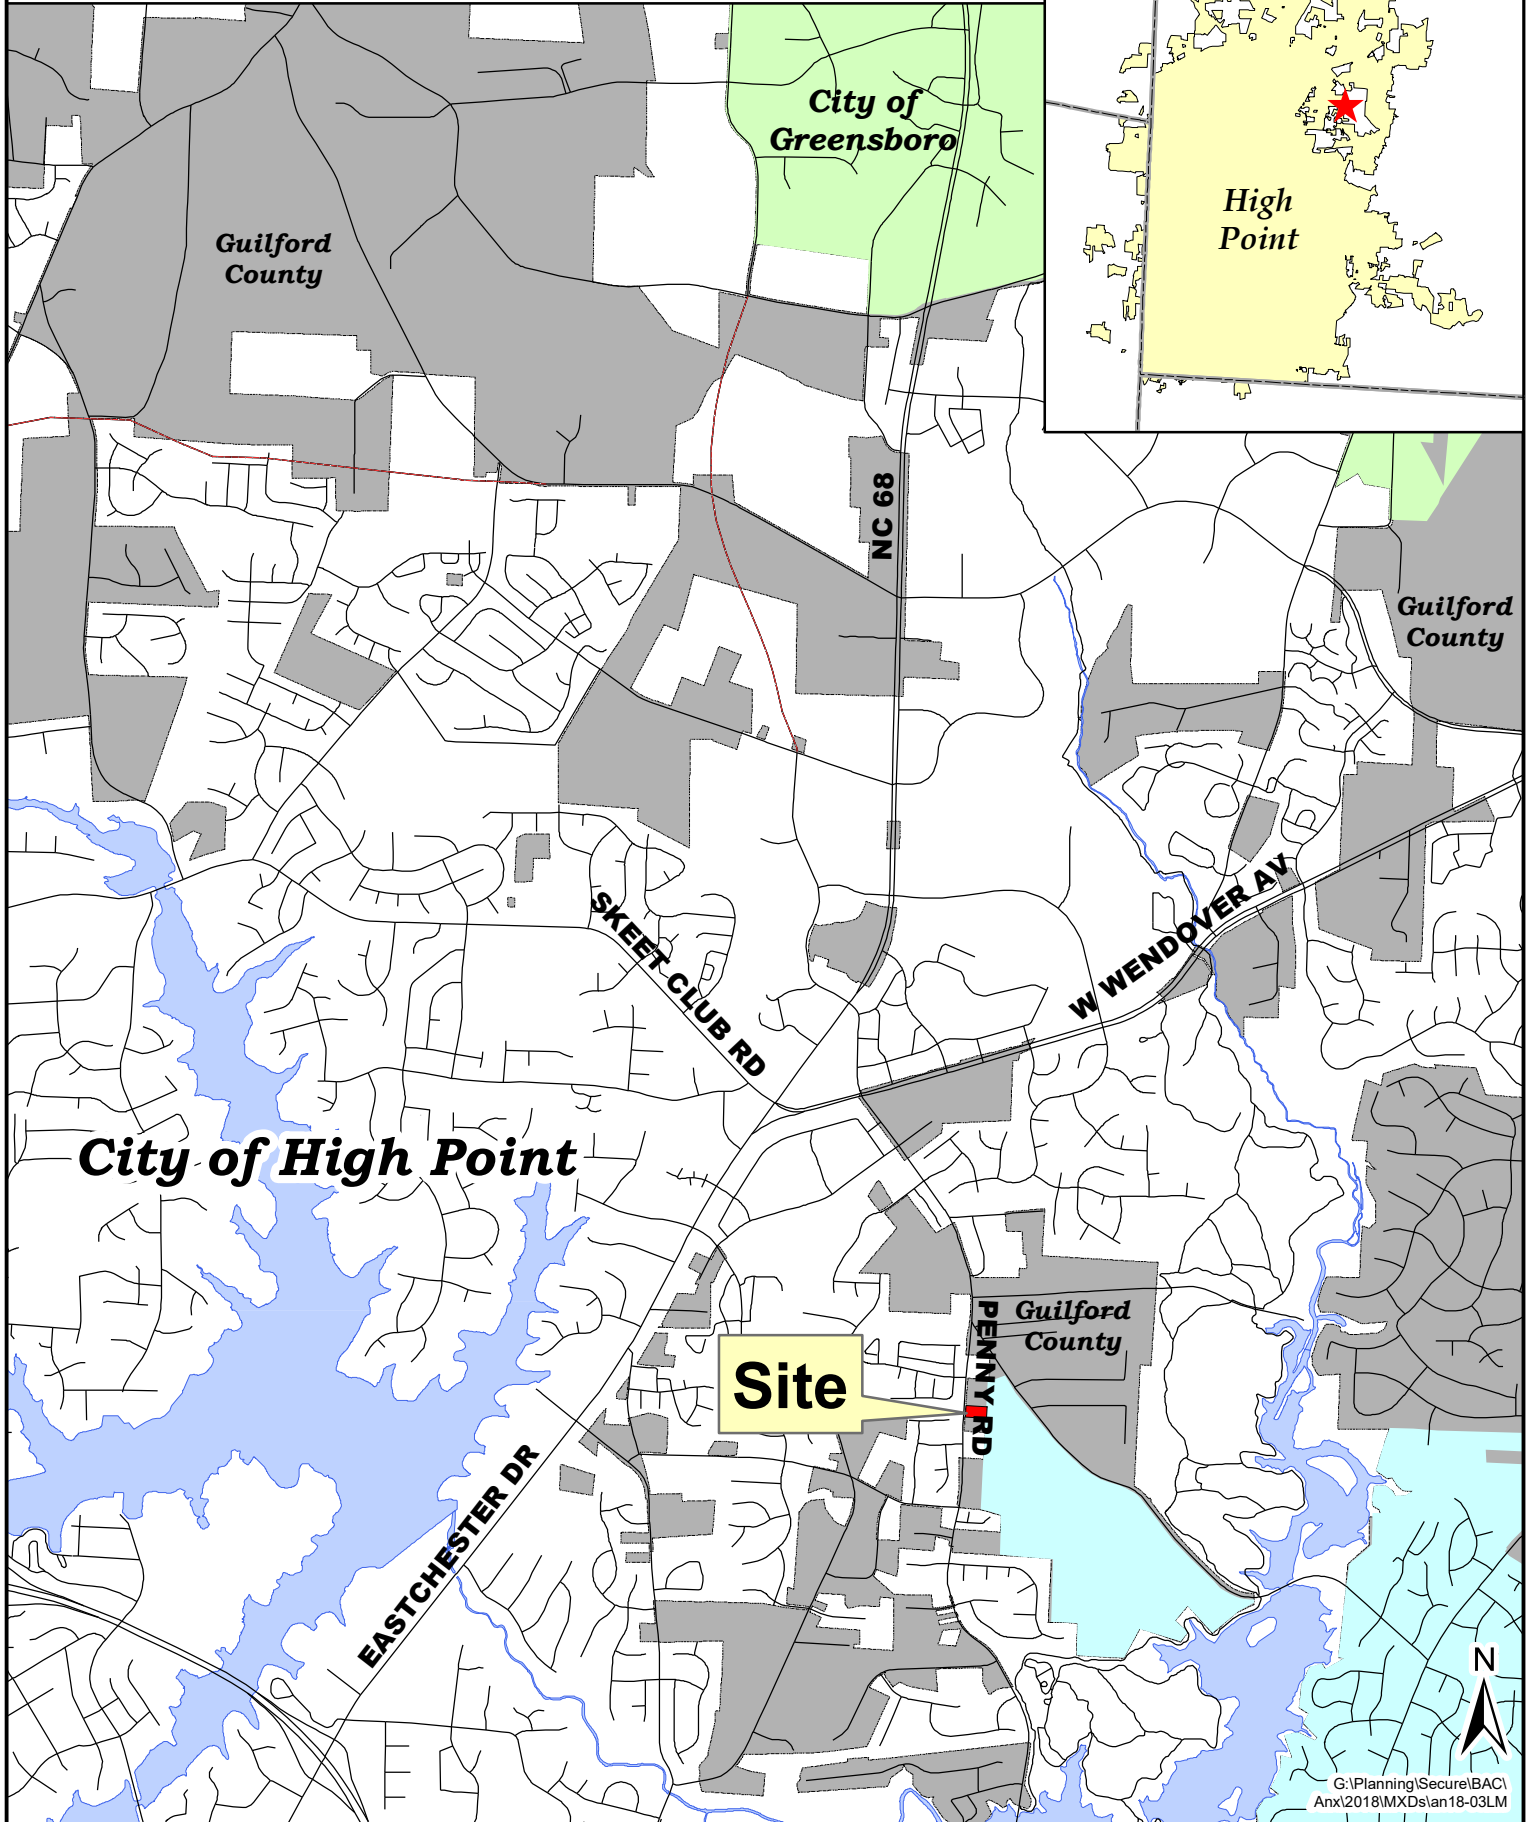 City of
Greensboro
High
Point
Guilford
County
NC 68
Guilford
County
SKEET CLUB RD
W WENDOVER AV
City of High Point
PENNY RD
Guilford
County
Site
EASTCHESTER DR
N
G:\Planning\Secure\BAC\
Anx\2018\MXDs\an18-03LM